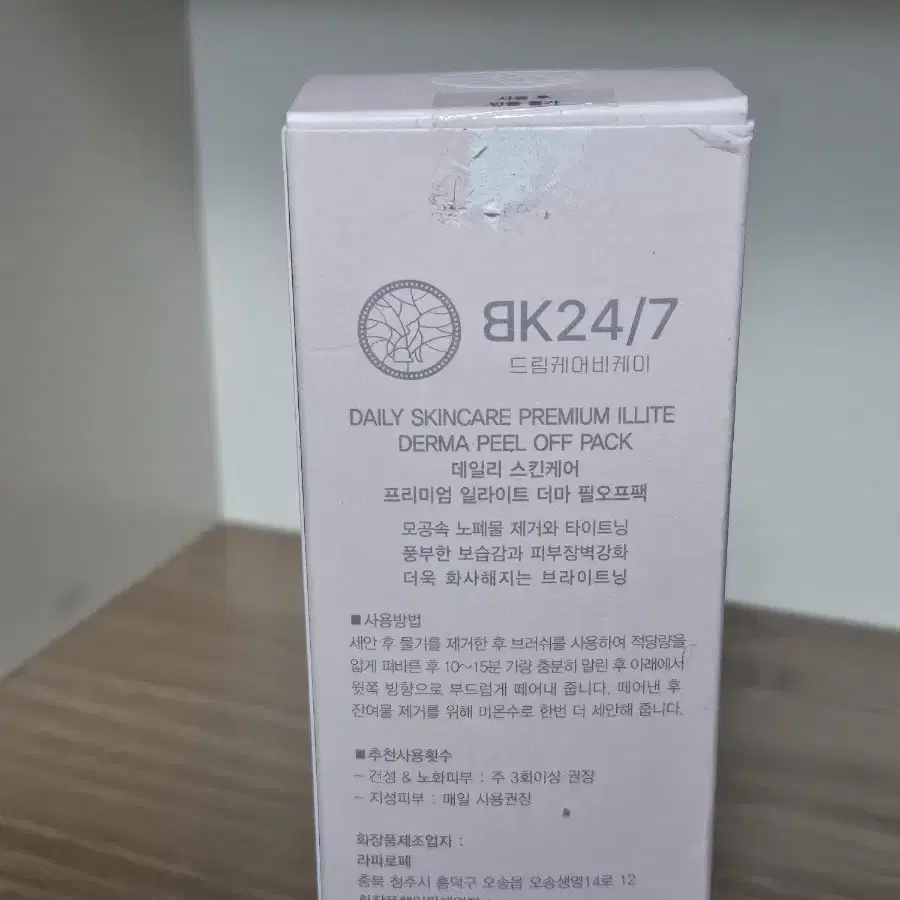 BK24/7
드림케어비케이
DAILY SKINCARE PREMIUM ILLITE
DERMA PEEL OFF PACK
데일리 스킨케어
프리미엄 일라이트 더마 필오프팩
모공속 노폐물 제거와 타이트닝
풍부한 보습감과 피부장벽강화
더욱 화사해지는 브라이트닝
■사용방법
세안 후 물기를 제거한 후 브러쉬를 사용하여 적당량을
얇게 펴바른 후 10~15분 가량 충분히 말린 후 아래에서
윗쪽 방향으로 부드럽게 떼어내 줍니다. 떼어낸 후
잔여물 제거를 위해 미온수로 한번 더 세안해 줍니다.
■추천사용횟수
- 건성 & 노화피부 : 주 3회이상 권장
- 지성피부 : 매일 사용권장
화장품제조업자 :
라피로페
충북 청주시 흥덕구 오송읍 오송생명14로 12